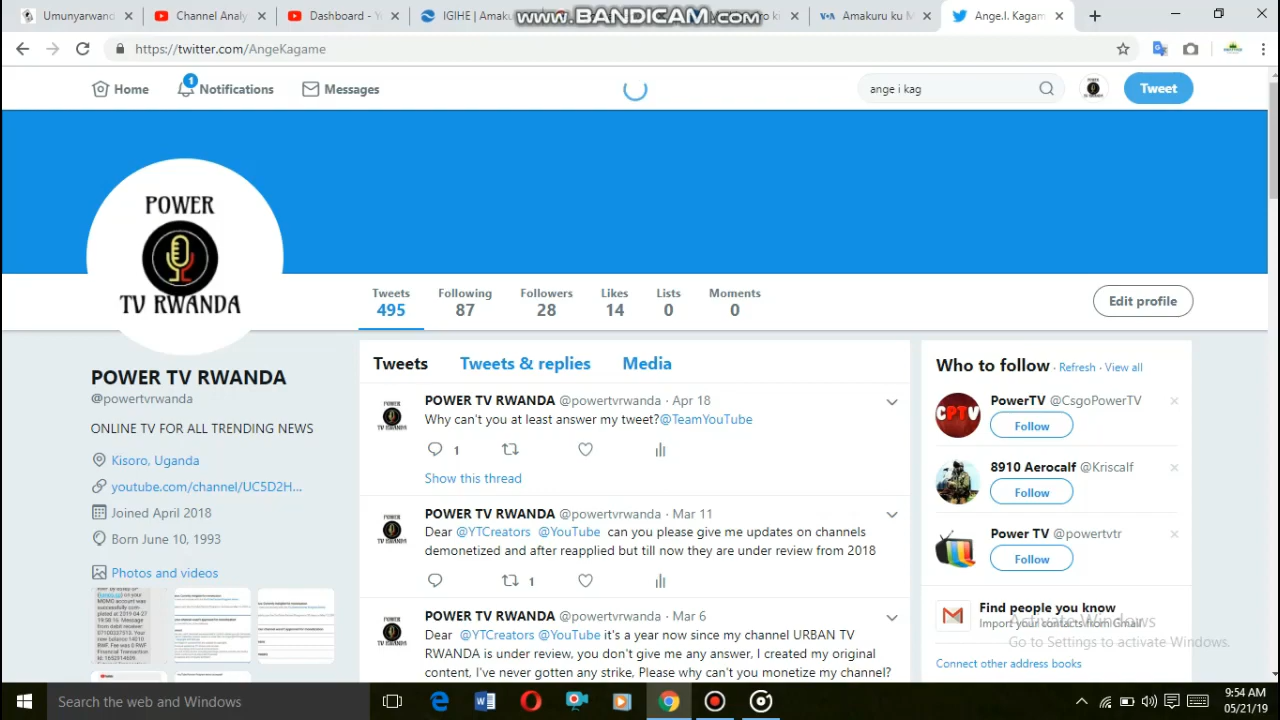 Umunyarwand
Channel Analy
Dashboard - Y
IGIHE | Amaku
www.BANDICAM.com
Amakuru ku M
Ange.I. Kagam
https://twitter.com/AngeKagame
Home
1
Notifications
Messages
ange i kag
Tweet
POWER
TV RWANDA
Tweets
495
Following
87
Followers
28
Likes
14
Lists
0
Moments
0
Edit profile
POWER TV RWANDA
@powertvrwanda
ONLINE TV FOR ALL TRENDING NEWS
Kisoro, Uganda
youtube.com/channel/UC5D2H...
Joined April 2018
Born June 10, 1993
Photos and videos
Tweets Tweets & replies Media
POWER TV RWANDA @powertvrwanda · Apr 18
Why can't you at least answer my tweet?@TeamYouTube
1
Show this thread
POWER TV RWANDA @powertvrwanda · Mar 11
Dear @YTCreators @YouTube can you please give me updates on channels
demonetized and after reapplied but till now they are under review from 2018
1
POWER TV RWANDA @powertvrwanda · Mar 6
Dear @YTCreators @YouTube its a year now since my channel URBAN TV
RWANDA is under review, you don't give me any answer, I created my original
content, I've never gotten any strike, Please why can't you monetize my channel?
Who to follow · Refresh · View all
PowerTV @CsgoPowerTV
Follow
8910 Aerocalf @Kriscalf
Follow
Power TV @powertvtr
Follow
Find people you know
Import your contacts from Gmail
Connect other address books
Go to Settings to activate Windows.
Search the web and Windows
9:54 AM
05/21/19